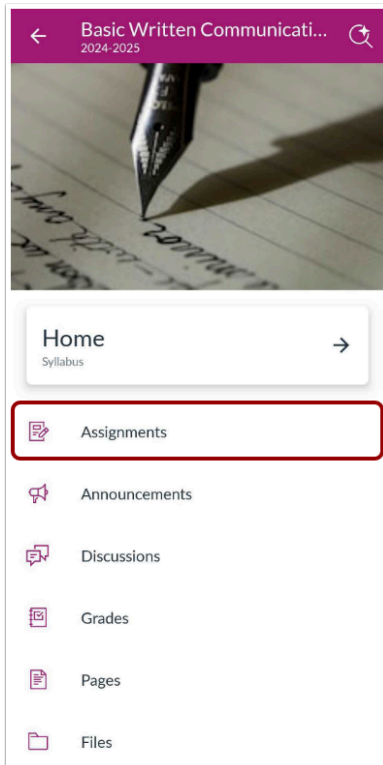 Basic Written Communicati...
2024-2025
Home
Syllabus
Assignments
Announcements
Discussions
Grades
Pages
Files